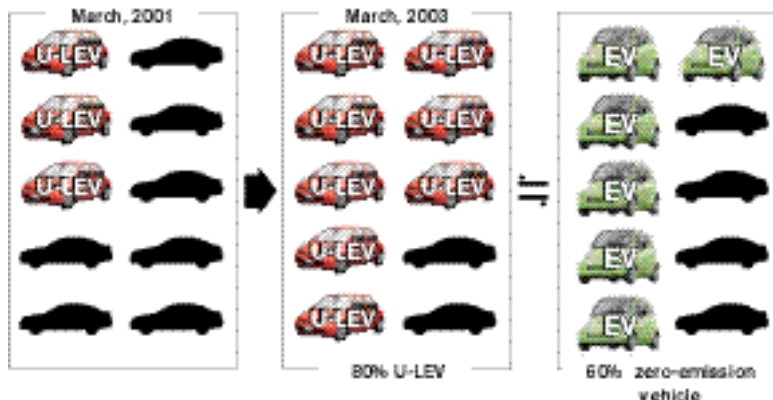 March, 2001
March, 2003
U-LEV
U-LEV U-LEV
EV EV
U-LEV
U-LEV U-LEV
EV
U-LEV
U-LEV U-LEV
EV
U-LEV
EV
U-LEV
EV
80% U-LEV
60% zero-emission
vehicle